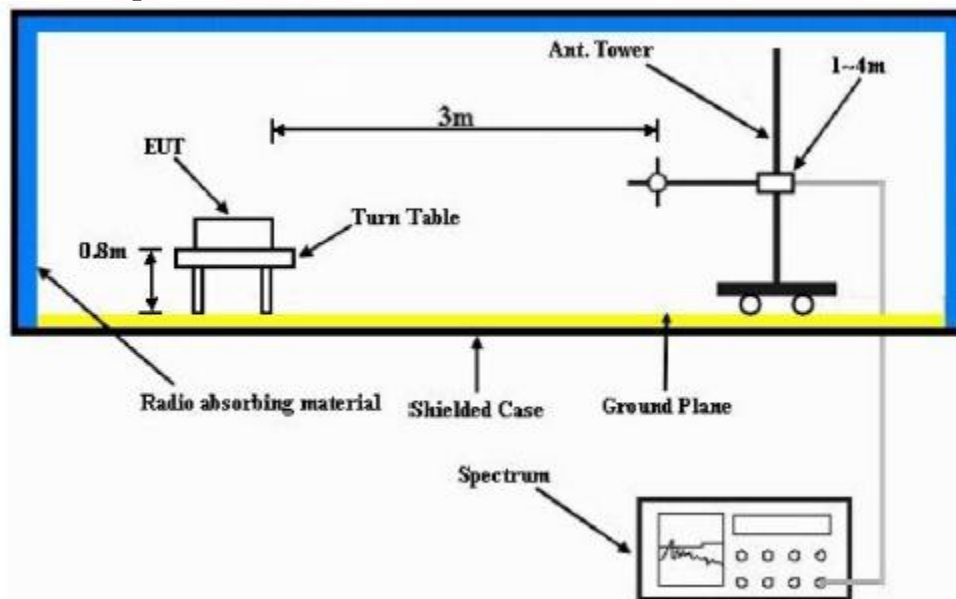 Ant. Tower
1~4m
3m
EUT
Turn Table
0.8m
Radio absorbing material
Shielded Case
Ground Plane
Spectrum